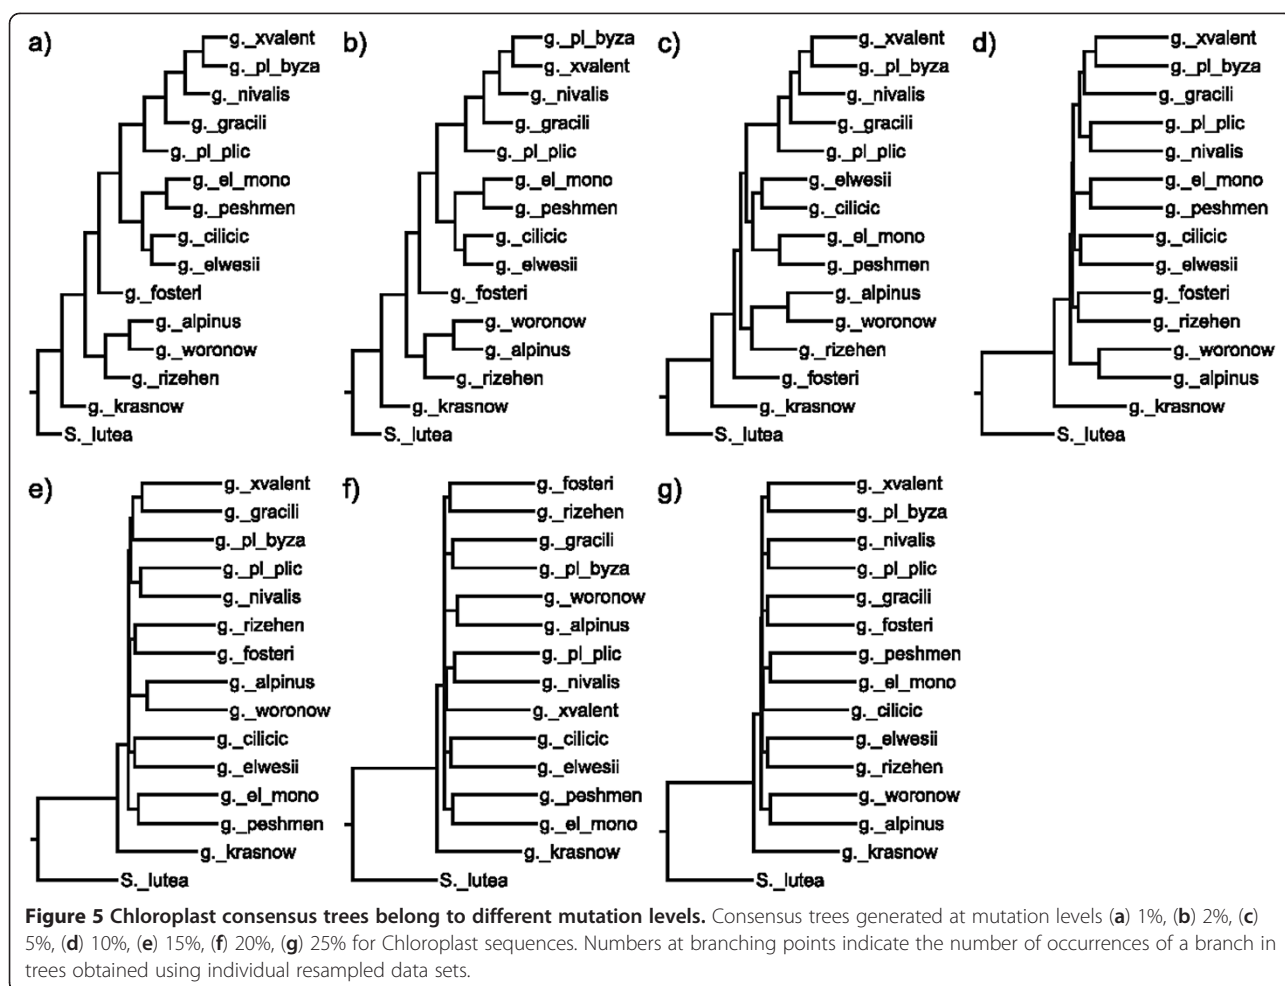 a)
g._xvalent
g._pl_byza
g._nivalis
g._gracili
g._pl_plic
g._el_mono
g._peshmen
g._cilicic
g._elwesii
g._fosteri
g._alpinus
g._woronow
g._rizehen
g._krasnow
S._lutea
b)
g._pl_byza
g._xvalent
g._nivalis
g._gracili
g._pl_plic
g._el_mono
g._peshmen
g._cilicic
g._elwesii
g._fosteri
g._woronow
g._alpinus
g._rizehen
g._krasnow
S._lutea
c)
g._xvalent
g._pl_byza
g._nivalis
g._gracili
g._pl_plic
g._elwesii
g._cilicic
g._el_mono
g._peshmen
g._alpinus
g._woronow
g._rizehen
g._fosteri
g._krasnow
S._lutea
d)
g._xvalent
g._pl_byza
g._gracili
g._pl_plic
g._nivalis
g._el_mono
g._peshmen
g._cilicic
g._elwesii
g._fosteri
g._rizehen
g._woronow
g._alpinus
g._krasnow
S._lutea
e)
g._xvalent
g._gracili
g._pl_byza
g._pl_plic
g._nivalis
g._rizehen
g._fosteri
g._alpinus
g._woronow
g._cilicic
g._elwesii
g._el_mono
g._peshmen
g._krasnow
S._lutea
f)
g._fosteri
g._rizehen
g._gracili
g._pl_byza
g._woronow
g._alpinus
g._pl_plic
g._nivalis
g._xvalent
g._cilicic
g._elwesii
g._peshmen
g._el_mono
g._krasnow
S._lutea
g)
g._xvalent
g._pl_byza
g._nivalis
g._pl_plic
g._gracili
g._fosteri
g._peshmen
g._el_mono
g._cilicic
g._elwesii
g._rizehen
g._woronow
g._alpinus
g._krasnow
S._lutea
Figure 5 Chloroplast consensus trees belong to different mutation levels. Consensus trees generated at mutation levels (a) 1%, (b) 2%, (c)
5%, (d) 10%, (e) 15%, (f) 20%, (g) 25% for Chloroplast sequences. Numbers at branching points indicate the number of occurrences of a branch in
trees obtained using individual resampled data sets.